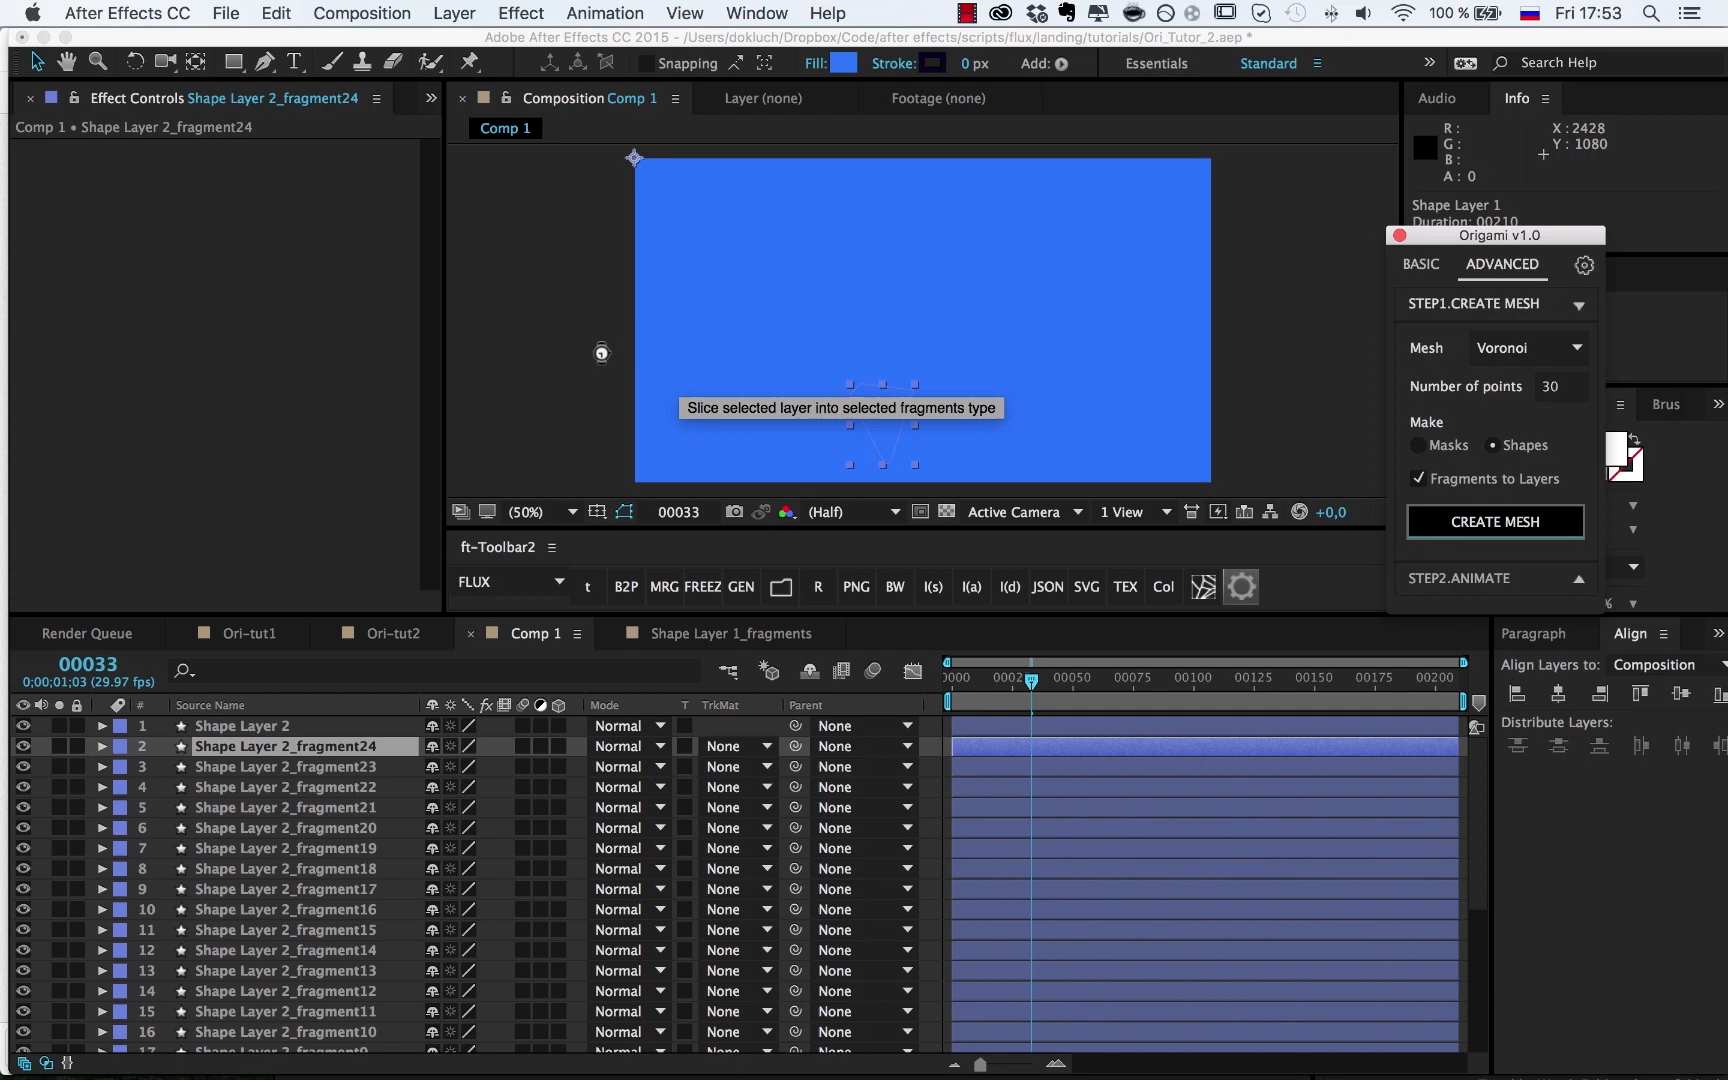 After Effects CC File Edit Composition Layer Effect Animation View Window Help 100 % Fri 17:53
Adobe After Effects CC 2015 - /Users/dokluch/Dropbox/Code/after effects/scripts/flux/landing/tutorials/Ori_Tutor_2.aep *
Snapping Fill: Stroke: 0 px Add: Essentials Standard Search Help
Effect Controls Shape Layer 2_fragment24 Composition Comp 1 Layer (none) Footage (none) Audio Info
Comp 1 • Shape Layer 2_fragment24
Comp 1
R : X : 2428
G : Y : 1080
B :
A : 0
Shape Layer 1
Duration: 00210
Origami v1.0
BASIC ADVANCED
STEP1.CREATE MESH
Mesh Voronoi
Number of points 30
Brus
Slice selected layer into selected fragments type
Make
Masks Shapes
Fragments to Layers
CREATE MESH
STEP2.ANIMATE
%
(50%) 00033 (Half) Active Camera 1 View +0,0
ft-Toolbar2
FLUX t B2P MRG FREEZ GEN R PNG BW I(s) I(a) I(d) JSON SVG TEX Col
Render Queue Ori-tut1 Ori-tut2 Comp 1 Shape Layer 1_fragments Paragraph Align
00033
0;00;01;03 (29.97 fps)
Align Layers to: Composition
0000 0002 00050 00075 00100 00125 00150 00175 00200
# Source Name Mode T TrkMat Parent
Distribute Layers:
1 Shape Layer 2 Normal None
2 Shape Layer 2_fragment24 Normal None None
3 Shape Layer 2_fragment23 Normal None None
4 Shape Layer 2_fragment22 Normal None None
5 Shape Layer 2_fragment21 Normal None None
6 Shape Layer 2_fragment20 Normal None None
7 Shape Layer 2_fragment19 Normal None None
8 Shape Layer 2_fragment18 Normal None None
9 Shape Layer 2_fragment17 Normal None None
10 Shape Layer 2_fragment16 Normal None None
11 Shape Layer 2_fragment15 Normal None None
12 Shape Layer 2_fragment14 Normal None None
13 Shape Layer 2_fragment13 Normal None None
14 Shape Layer 2_fragment12 Normal None None
15 Shape Layer 2_fragment11 Normal None None
16 Shape Layer 2_fragment10 Normal None None